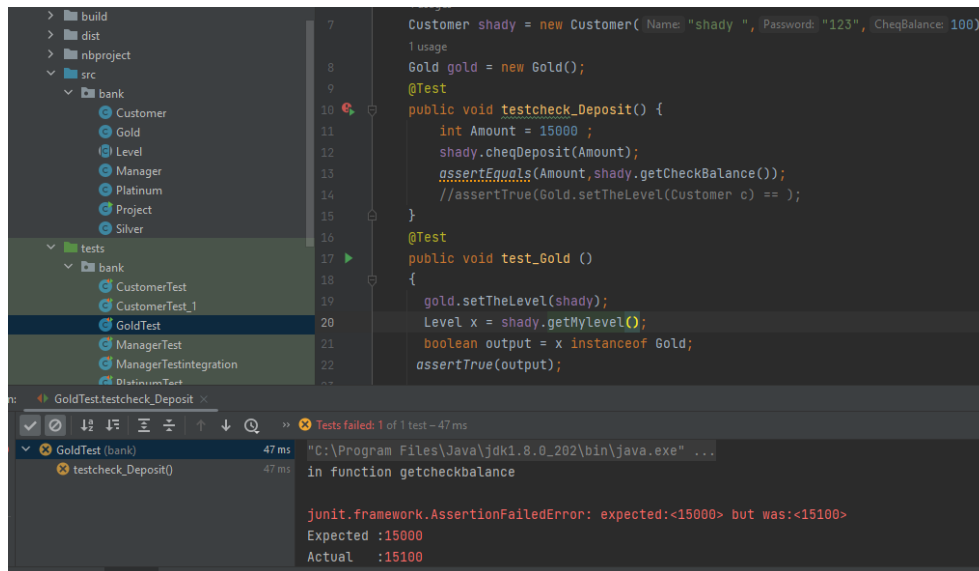 build
dist
nbproject
src
bank
Customer
Gold
Level
Manager
Platinum
Project
Silver
tests
bank
CustomerTest
CustomerTest_1
GoldTest
ManagerTest
ManagerTestintegration
PlatinumTest
7 Customer shady = new Customer( Name: "shady ", Password: "123", CheqBalance: 100)
1 usage
8 Gold gold = new Gold();
9 @Test
10 public void testcheck_Deposit() {
11 int Amount = 15000 ;
12 shady.cheqDeposit(Amount);
13 assertEquals(Amount,shady.getCheckBalance());
14 //assertTrue(Gold.setTheLevel(Customer c) == );
15 }
16 @Test
17 public void test_Gold ()
18 {
19 gold.setTheLevel(shady);
20 Level x = shady.getMylevel();
21 boolean output = x instanceof Gold;
22 assertTrue(output);
GoldTest.testcheck_Deposit
Tests failed: 1 of 1 test – 47 ms
GoldTest (bank) 47 ms
testcheck_Deposit() 47 ms
"C:\Program Files\Java\jdk1.8.0_202\bin\java.exe" ...
in function getcheckbalance
junit.framework.AssertionFailedError: expected:<15000> but was:<15100>
Expected :15000
Actual :15100